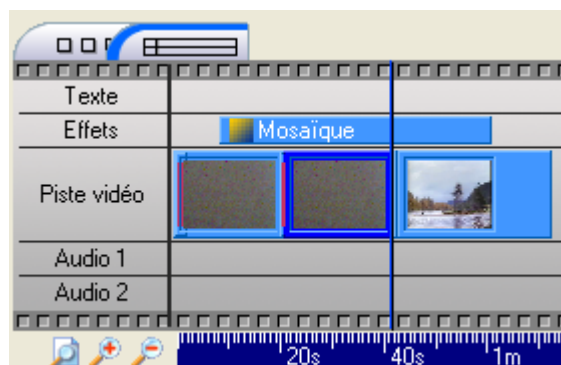 Texte
Effets
Mosaïque
Piste vidéo
Audio 1
Audio 2
20s
40s
1m